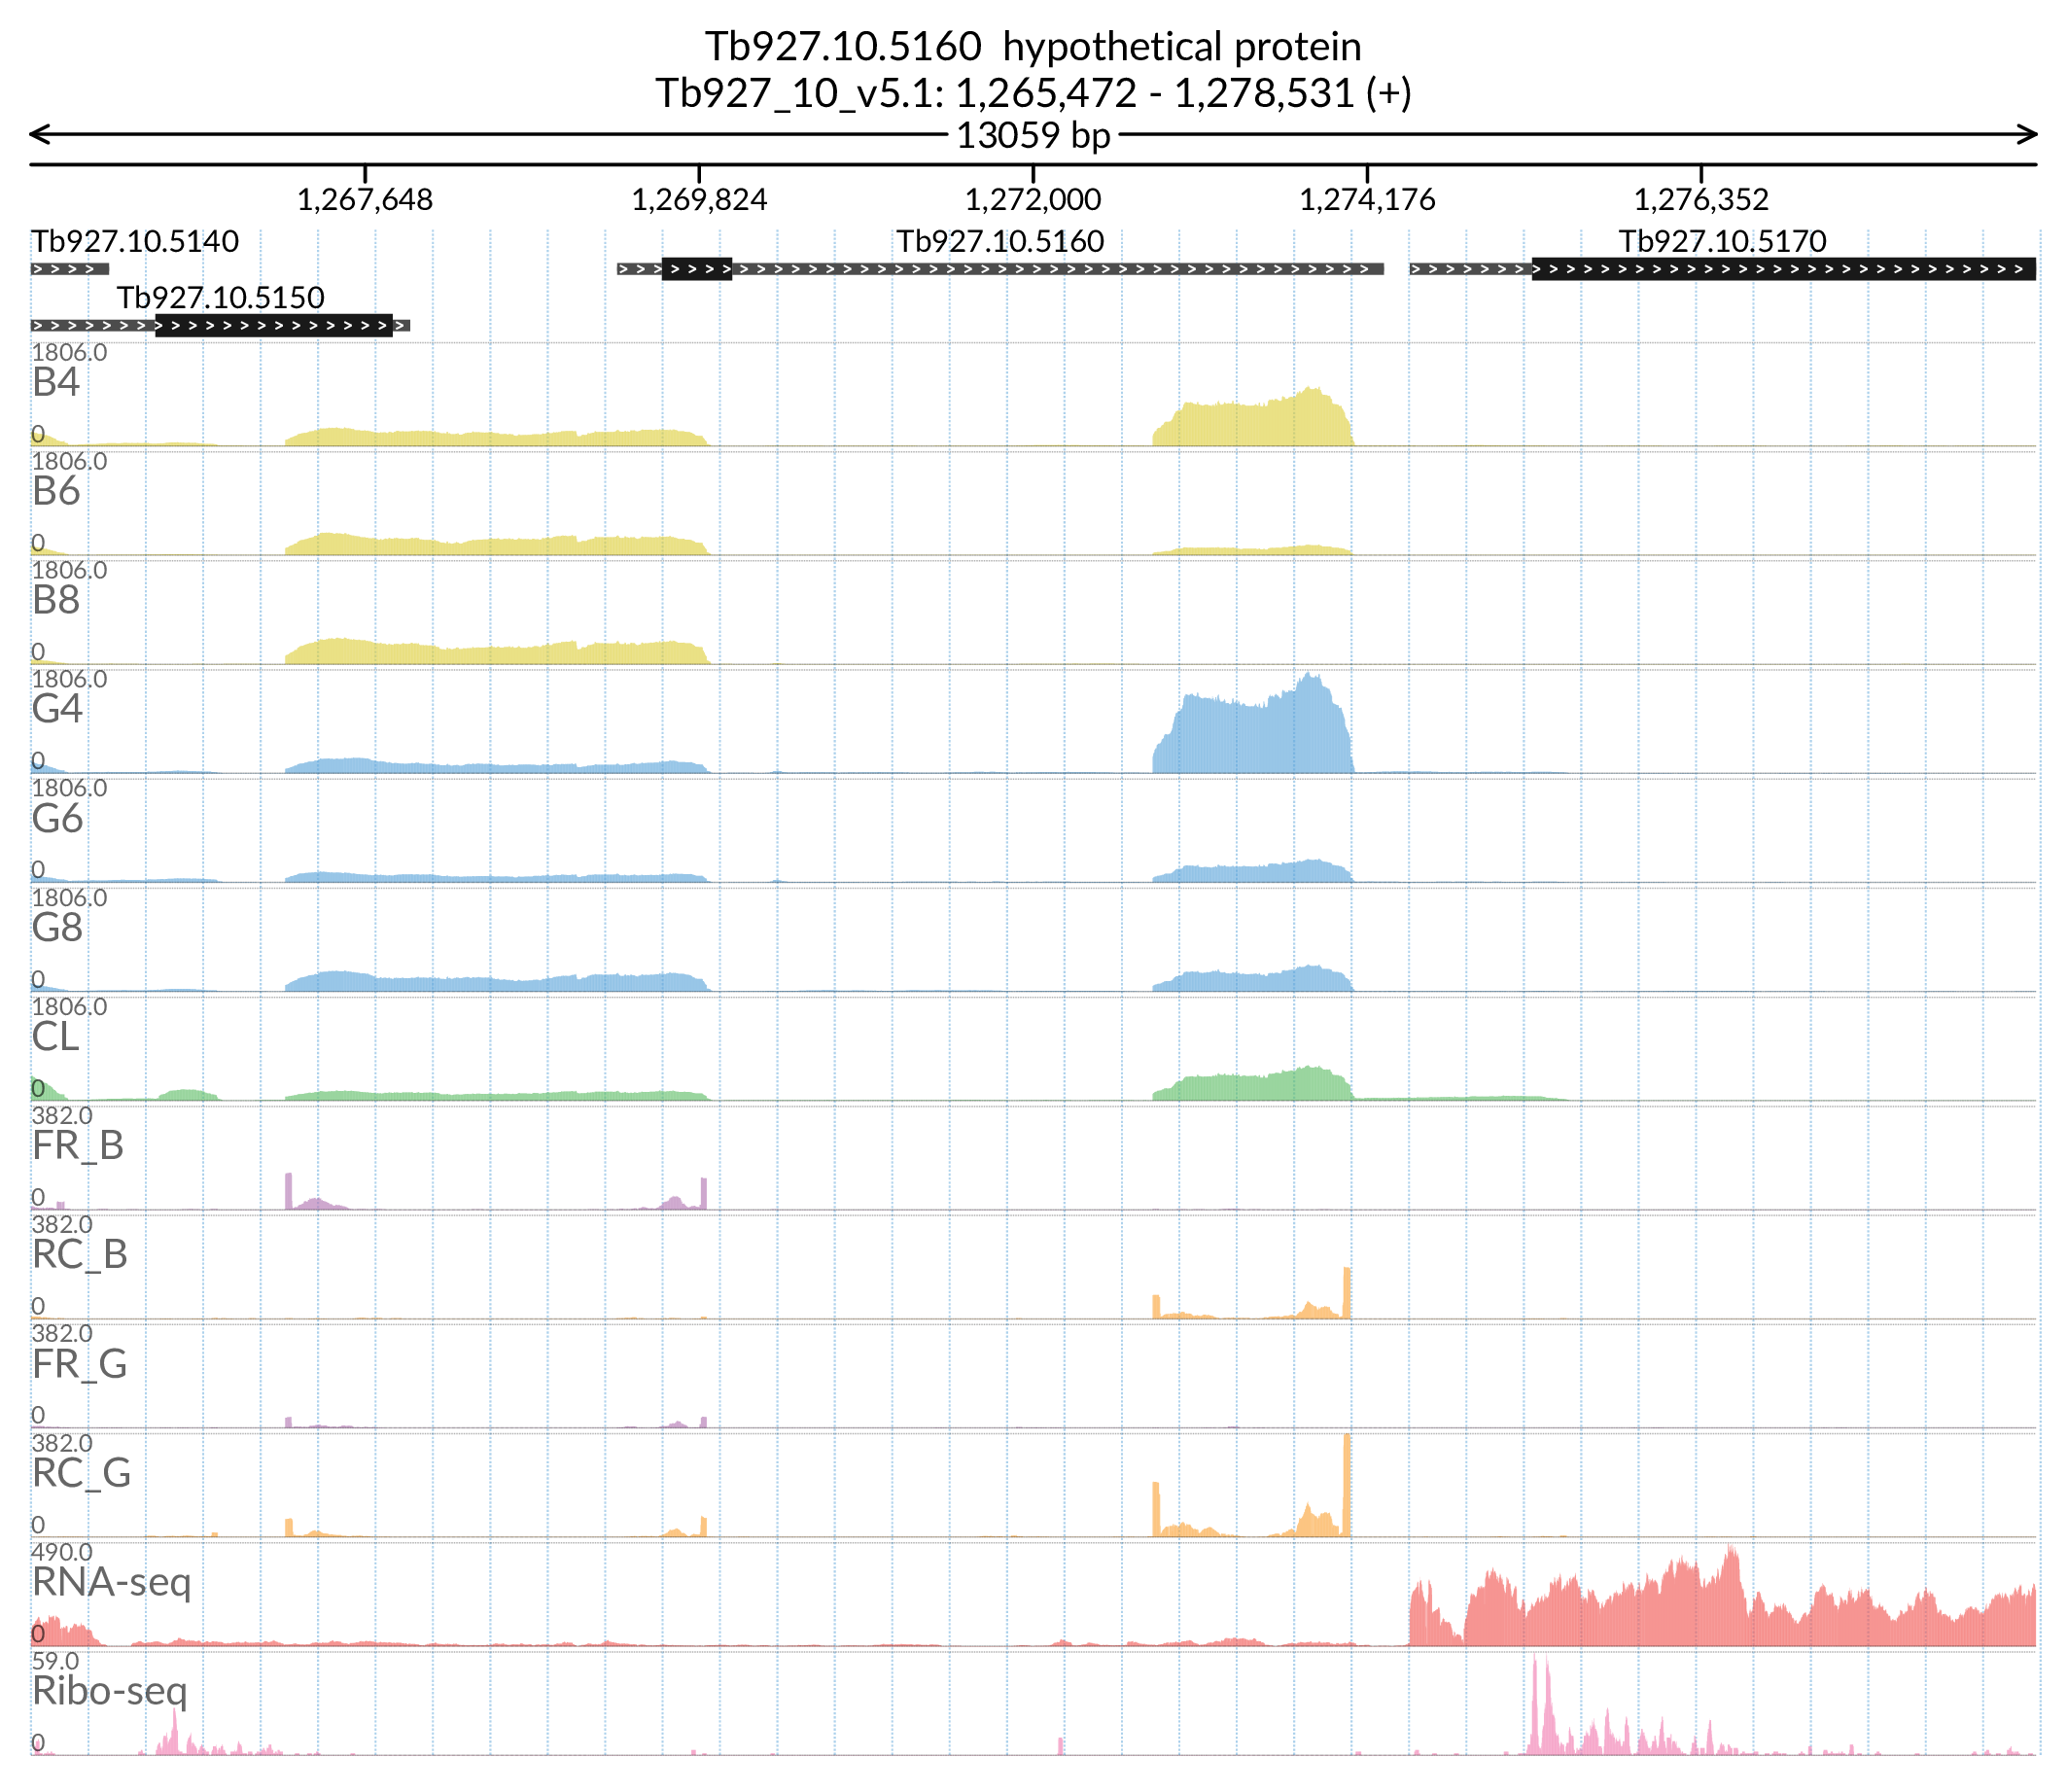 Tb927.10.5160 hypothetical protein
Tb927_10_v5.1: 1,265,472 - 1,278,531 (+)
13059 bp
1,267,648 1,269,824 1,272,000 1,274,176 1,276,352
Tb927.10.5140 Tb927.10.5160 Tb927.10.5170
Tb927.10.5150
1806.0
B4
0
1806.0
B6
0
1806.0
B8
0
1806.0
G4
0
1806.0
G6
0
1806.0
G8
0
1806.0
CL
0
382.0
FR_B
0
382.0
RC_B
0
382.0
FR_G
0
382.0
RC_G
0
490.0
RNA-seq
0
59.0
Ribo-seq
0